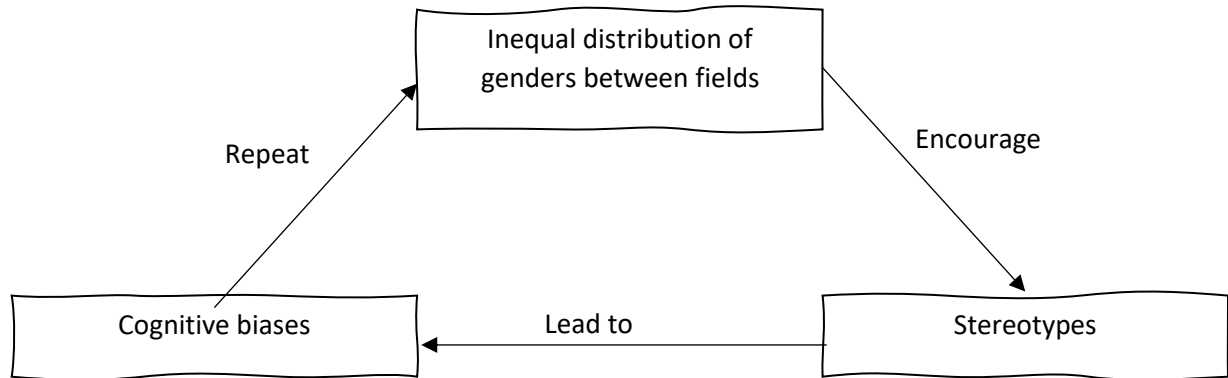 Inequal distribution of
genders between fields
Repeat
Encourage
Cognitive biases
Lead to
Stereotypes